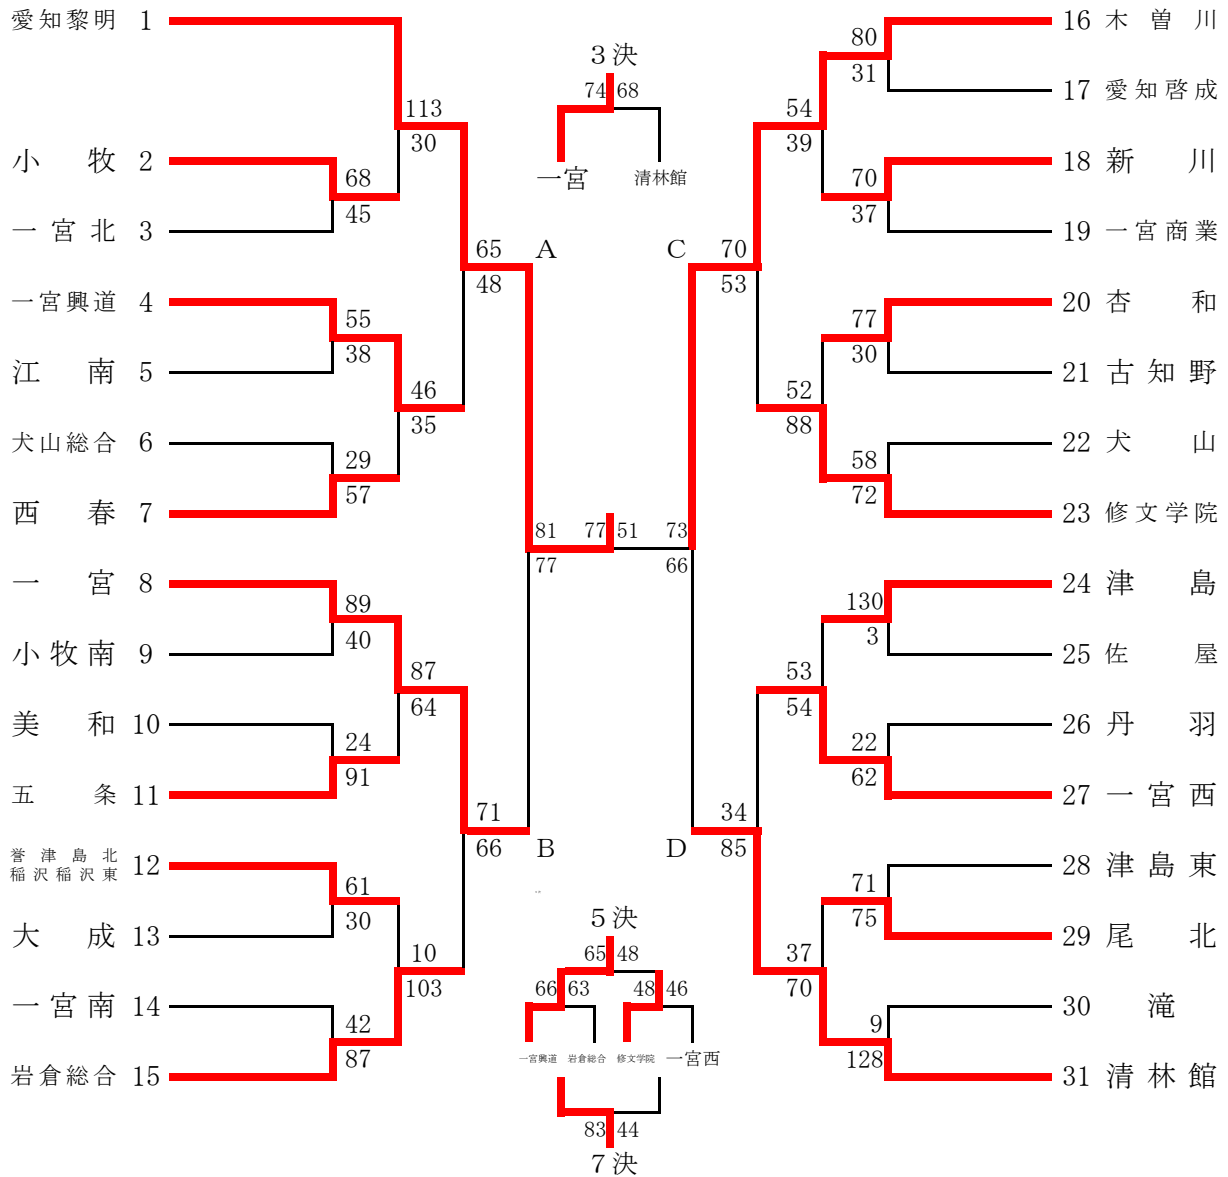 愛知黎明 1
小牧 2
一宮北 3
一宮興道 4
江南 5
犬山総合 6
西春 7
一宮 8
小牧南 9
美和 10
五条 11
誉津島北
稲沢稲沢東 12
大成 13
一宮南 14
岩倉総合 15
113
30
68
45
55
38
46
35
29
57
65
48
A
89
40
87
64
24
91
71
66
B
61
30
10
103
42
87
3決
74 68
一宮 清林館
81
77
77 51
73
66
5決
65 48
66 63
48 46
一宮興道 岩倉総合 修文学院 一宮西
83 44
7決
C
70
53
54
39
80
31
70
37
77
30
52
88
58
72
130
3
53
54
22
62
D
34
85
71
75
37
70
9
128
16 木曽川
17 愛知啓成
18 新川
19 一宮商業
20 杏和
21 古知野
22 犬山
23 修文学院
24 津島
25 佐屋
26 丹羽
27 一宮西
28 津島東
29 尾北
30 滝
31 清林館